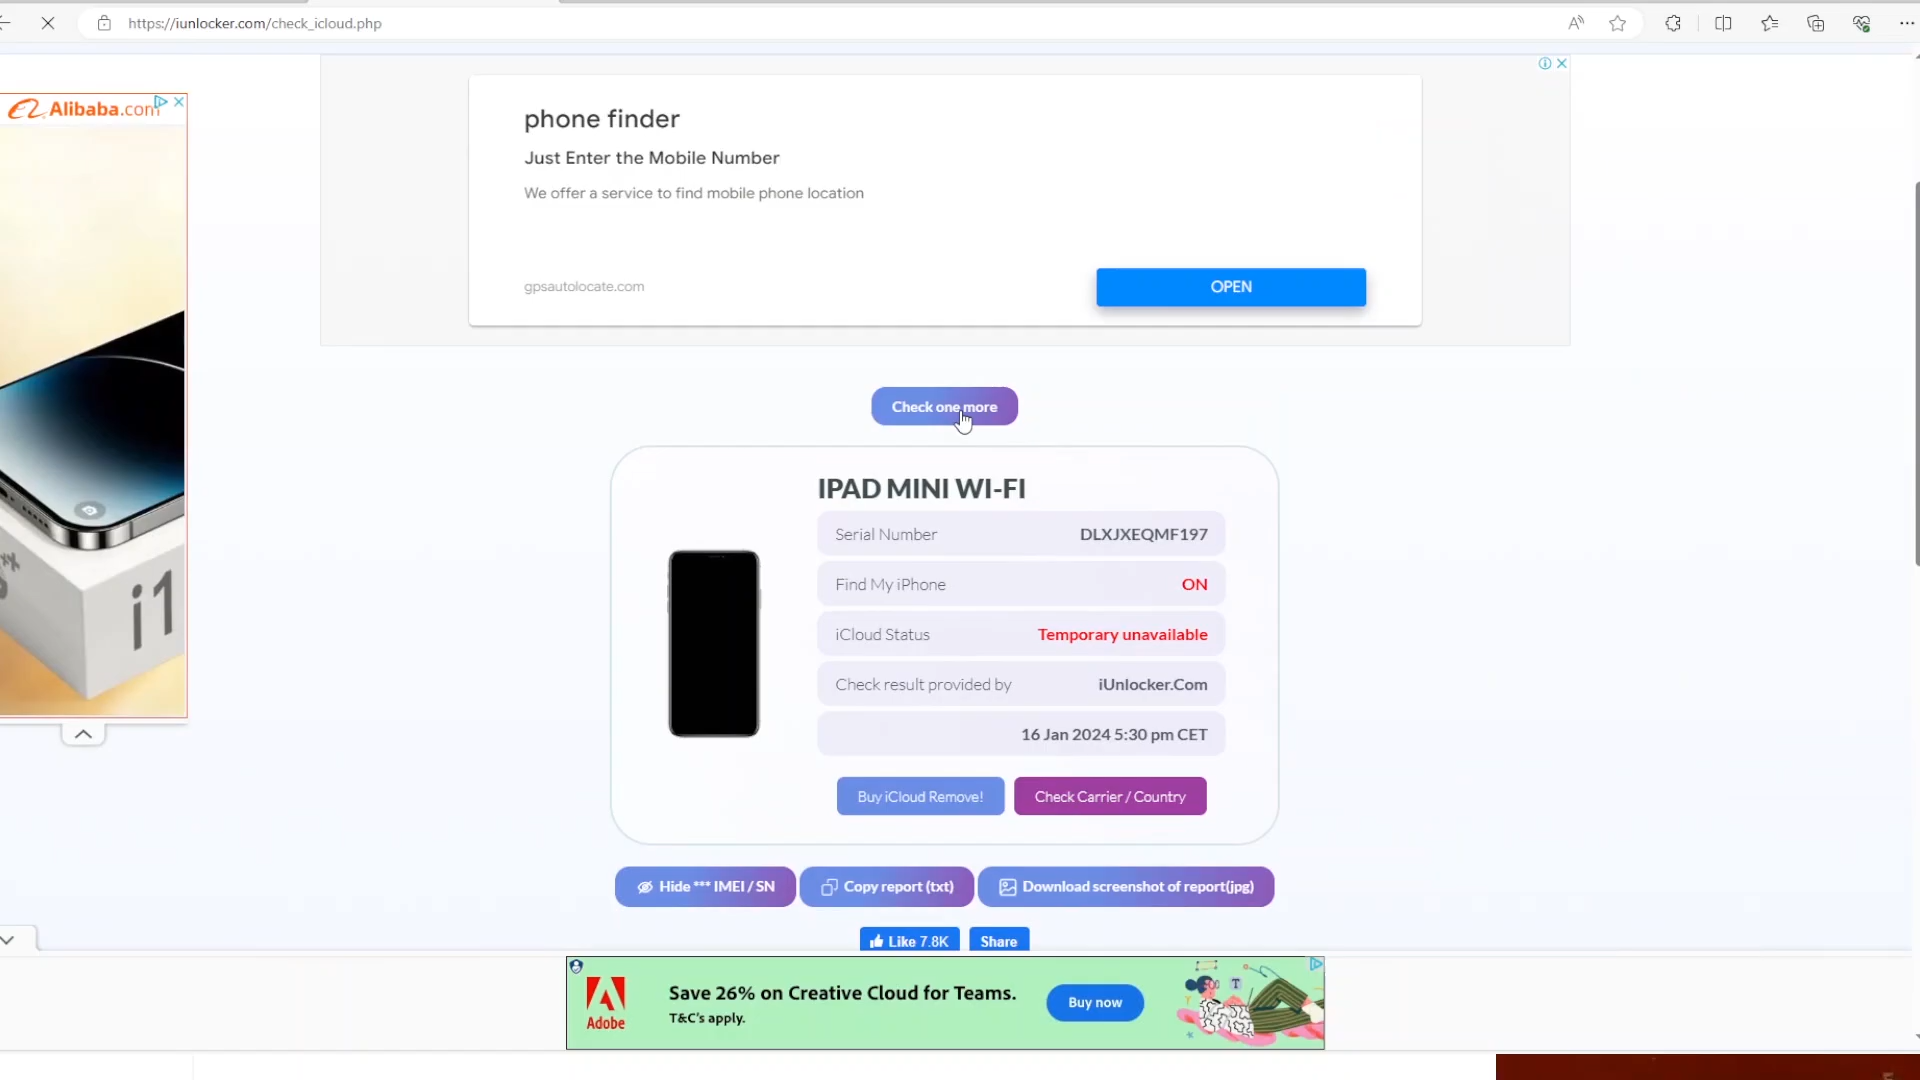 https://iunlocker.com/check_icloud.php
Alibaba.com
phone finder
Just Enter the Mobile Number
We offer a service to find mobile phone location
gpsautolocate.com
OPEN
Check one more
IPAD MINI WI-FI
Serial Number DLXJXEQMF197
Find My iPhone ON
iCloud Status Temporary unavailable
Check result provided by iUnlocker.Com
16 Jan 2024 5:30 pm CET
Buy iCloud Remove! Check Carrier / Country
Hide *** IMEI / SN Copy report (txt) Download screenshot of report(jpg)
Like 7.8K Share
i1
Adobe
Save 26% on Creative Cloud for Teams.
T&C's apply.
Buy now